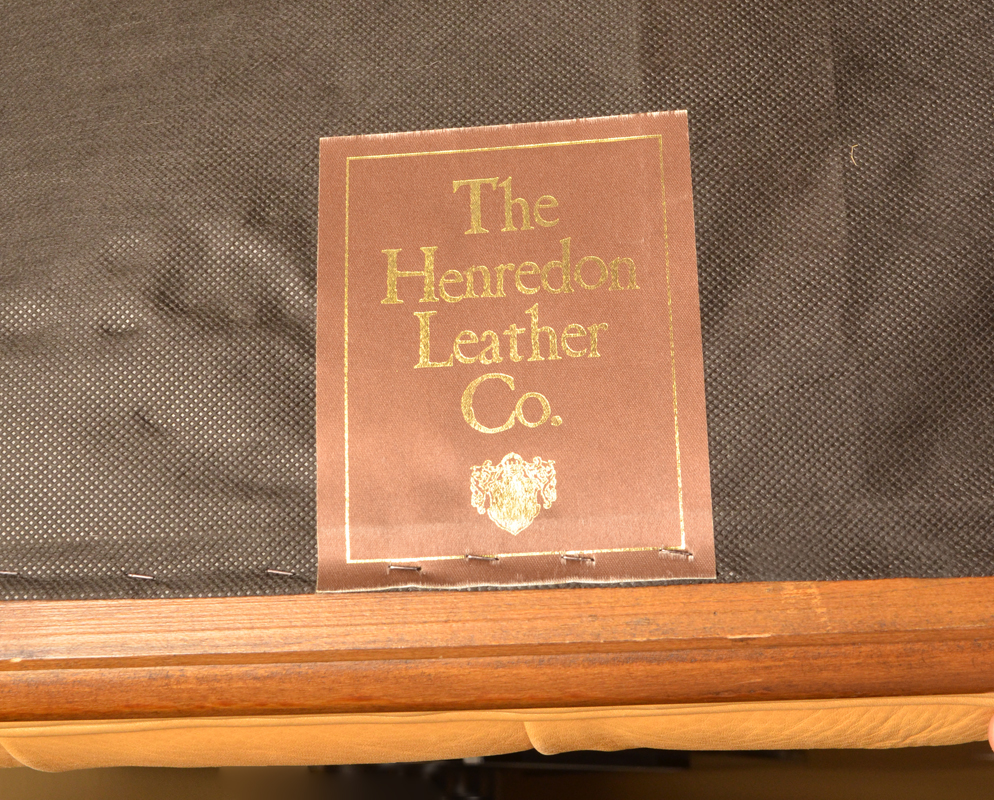 The
Henredon
Leather
Co.